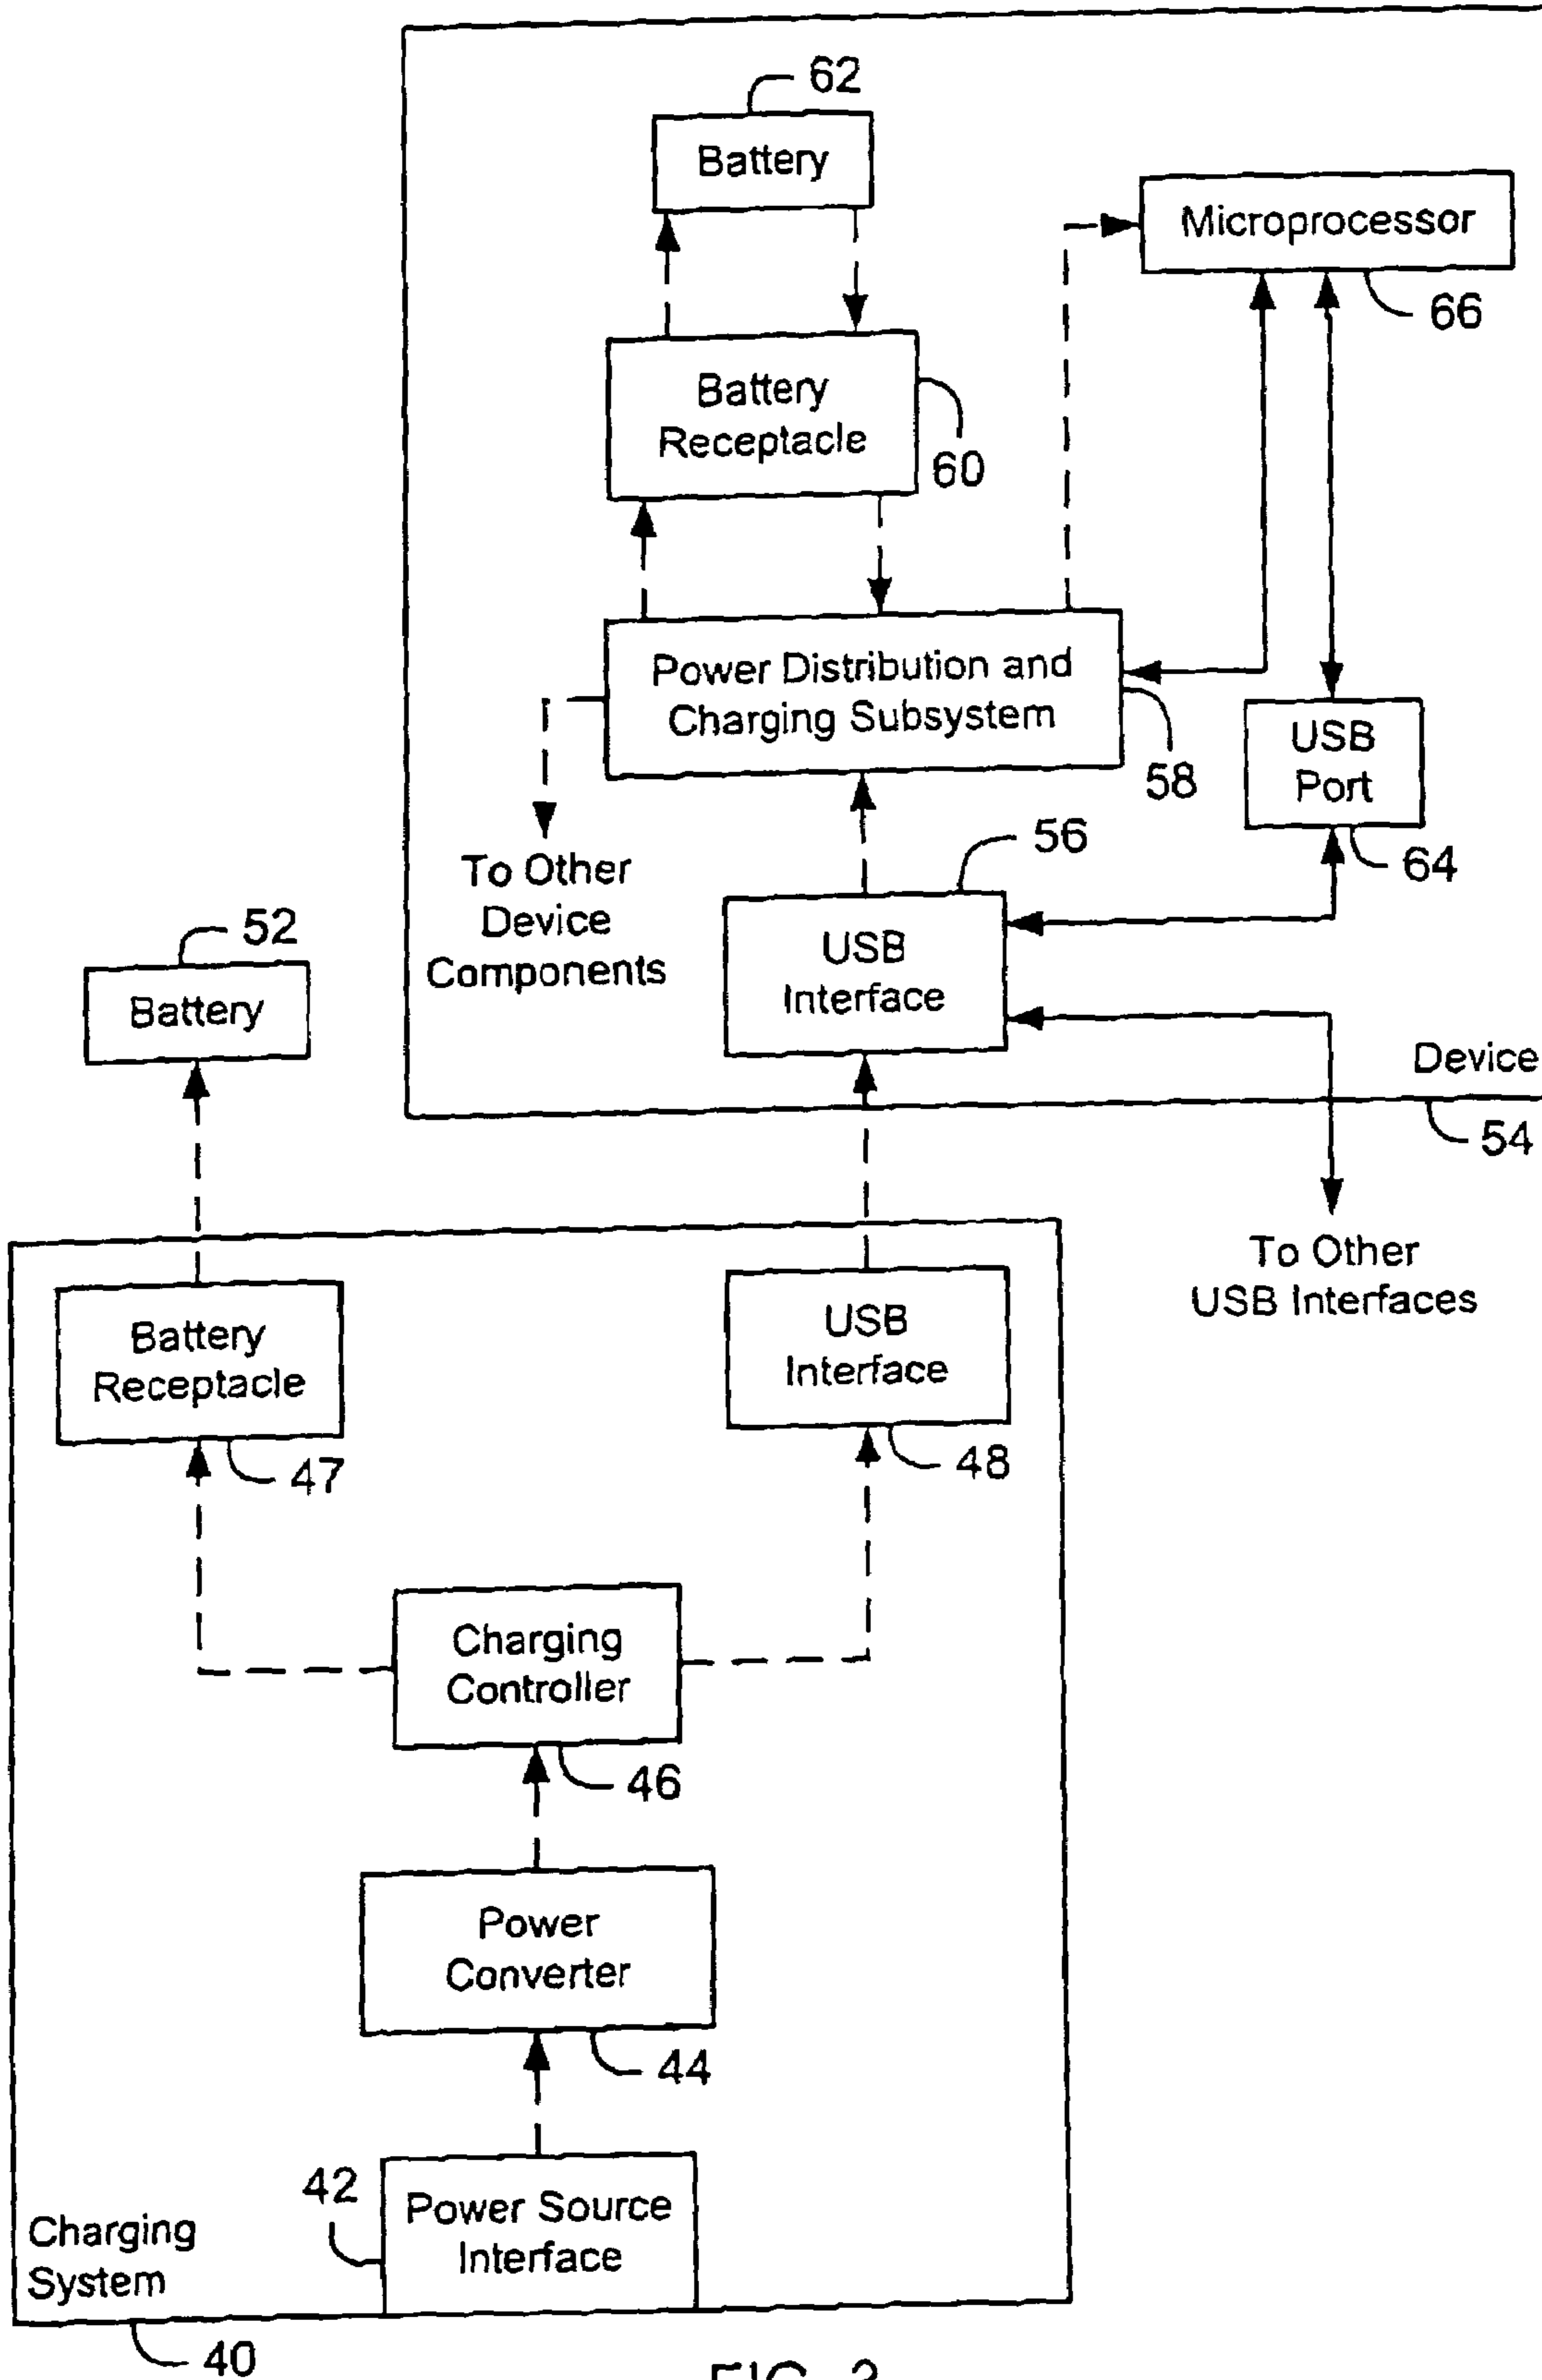 62
Battery
Microprocessor
66
Battery
Receptacle
60
Power Distribution and
Charging Subsystem
58
USB
Port
64
To Other
Device
Components
56
USB
Interface
52
Battery
Device
54
To Other
USB Interfaces
Battery
Receptacle
47
USB
Interface
48
Charging
Controller
46
Power
Converter
44
42
Power Source
Interface
Charging
System
40